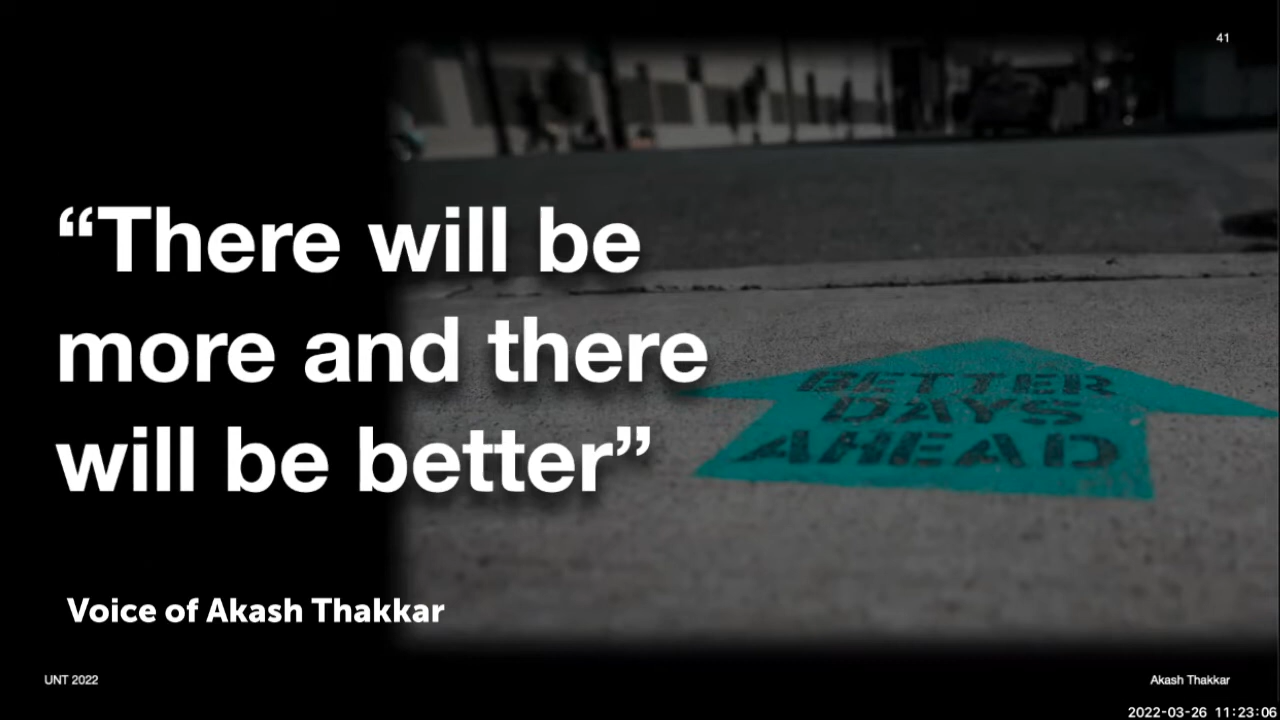 41
“There will be
more and there
will be better”
BETTER
DAYS
AHEAD
Voice of Akash Thakkar
UNT 2022
Akash Thakkar
2022-03-26 11:23:06